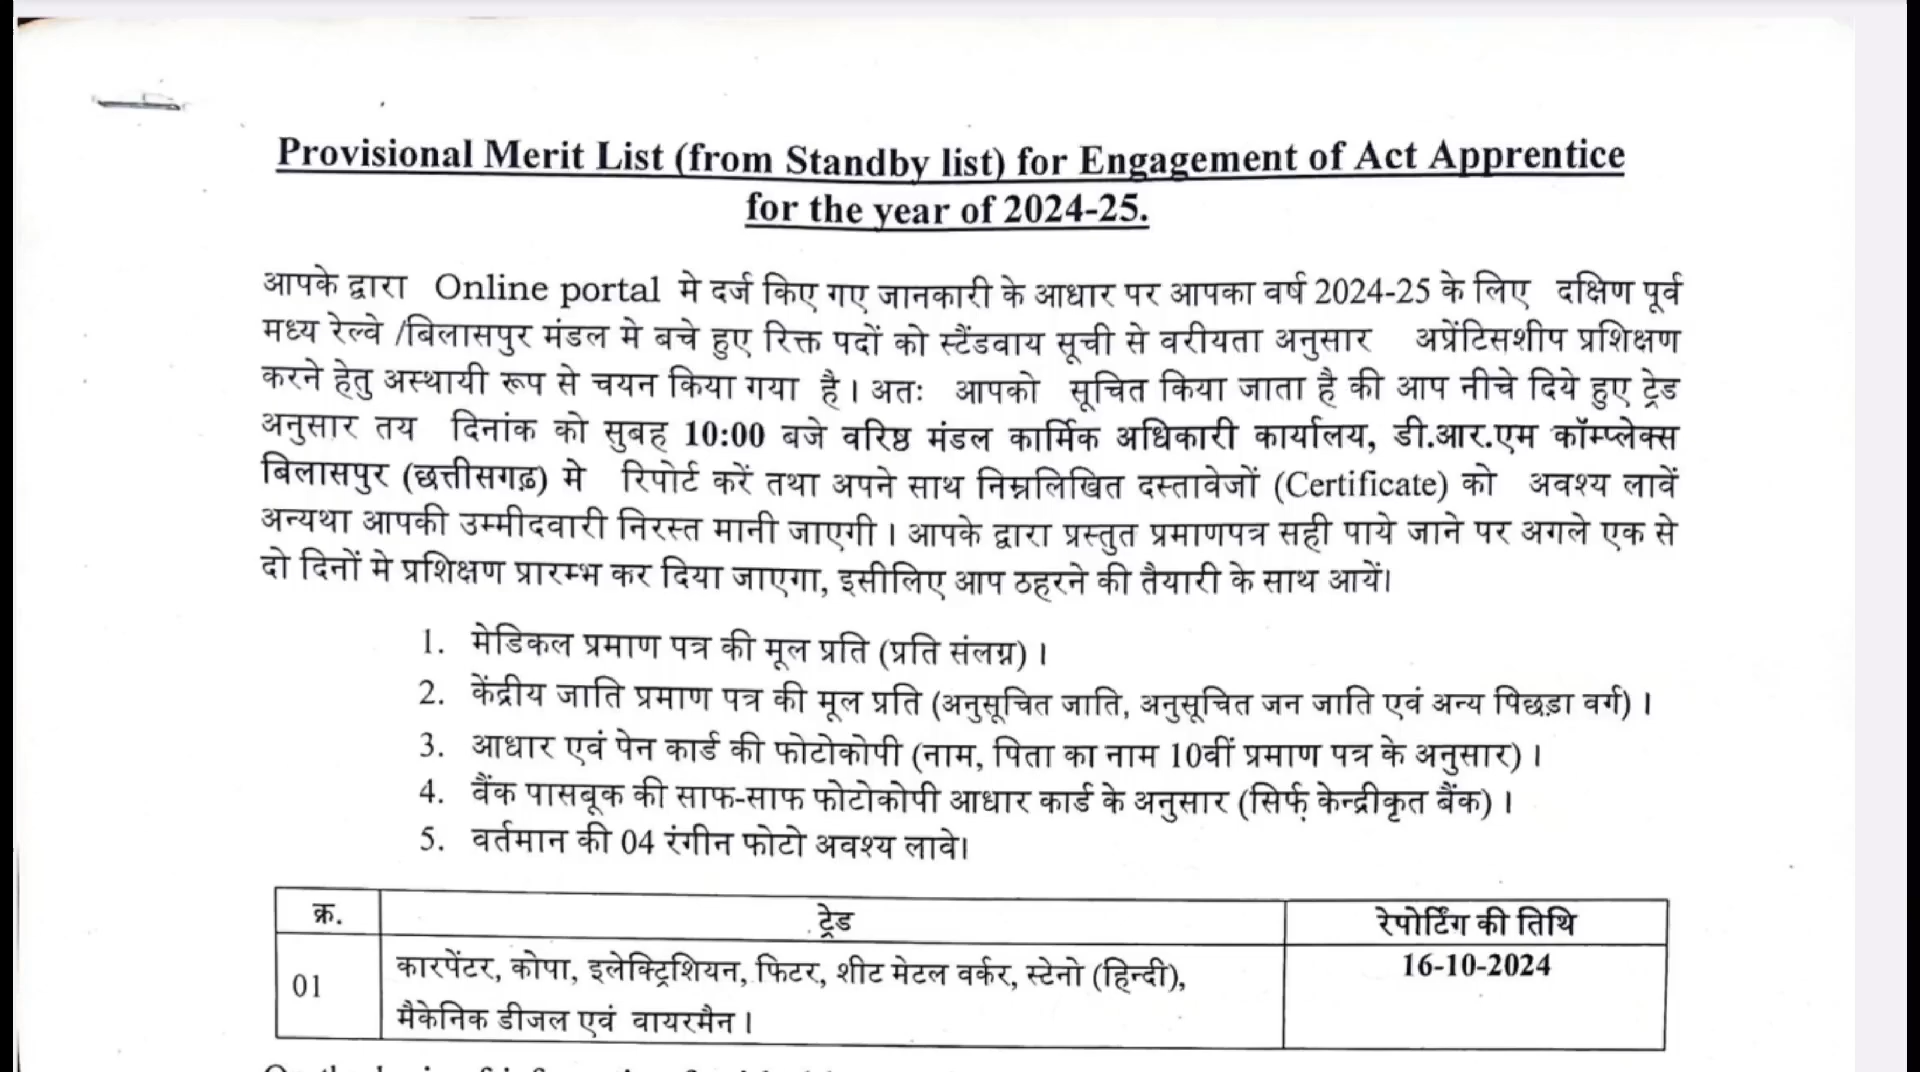 Provisional Merit List (from Standby list) for Engagement of Act Apprentice
for the year of 2024-25.
आपके द्वारा Online portal मे दर्ज किए गए जानकारी के आधार पर आपका वर्ष 2024-25 के लिए दक्षिण पूर्व
मध्य रेल्वे /बिलासपुर मंडल मे बचे हुए रिक्त पदों को स्टैंडबाय सूची से वरीयता अनुसार अप्रेंटिसशीप प्रशिक्षण
करने हेतु अस्थायी रूप से चयन किया गया है। अतः आपको सूचित किया जाता है की आप नीचे दिये हुए ट्रेड
अनुसार तय दिनांक को सुबह 10:00 बजे वरिष्ठ मंडल कार्मिक अधिकारी कार्यालय, डी.आर.एम कॉम्प्लेक्स
बिलासपुर (छत्तीसगढ़) मे रिपोर्ट करें तथा अपने साथ निम्नलिखित दस्तावेजों (Certificate) को अवश्य लावें
अन्यथा आपकी उम्मीदवारी निरस्त मानी जाएगी। आपके द्वारा प्रस्तुत प्रमाणपत्र सही पाये जाने पर अगले एक से
दो दिनों मे प्रशिक्षण प्रारम्भ कर दिया जाएगा, इसीलिए आप ठहरने की तैयारी के साथ आयें।
1. मेडिकल प्रमाण पत्र की मूल प्रति (प्रति संलग्न)।
2. केंद्रीय जाति प्रमाण पत्र की मूल प्रति (अनुसूचित जाति, अनुसूचित जन जाति एवं अन्य पिछड़ा वर्ग)।
3. आधार एवं पेन कार्ड की फोटोकोपी (नाम, पिता का नाम 10वीं प्रमाण पत्र के अनुसार)।
4. बैंक पासबूक की साफ-साफ फोटोकोपी आधार कार्ड के अनुसार (सिर्फ़ केन्द्रीकृत बैंक)।
5. वर्तमान की 04 रंगीन फोटो अवश्य लावे।
क्र. ट्रेड रेपोर्टिंग की तिथि
01 कारपेंटर, कोपा, इलेक्ट्रिशियन, फिटर, शीट मेटल वर्कर, स्टेनो (हिन्दी), 16-10-2024
मैकेनिक डीजल एवं वायरमैन।